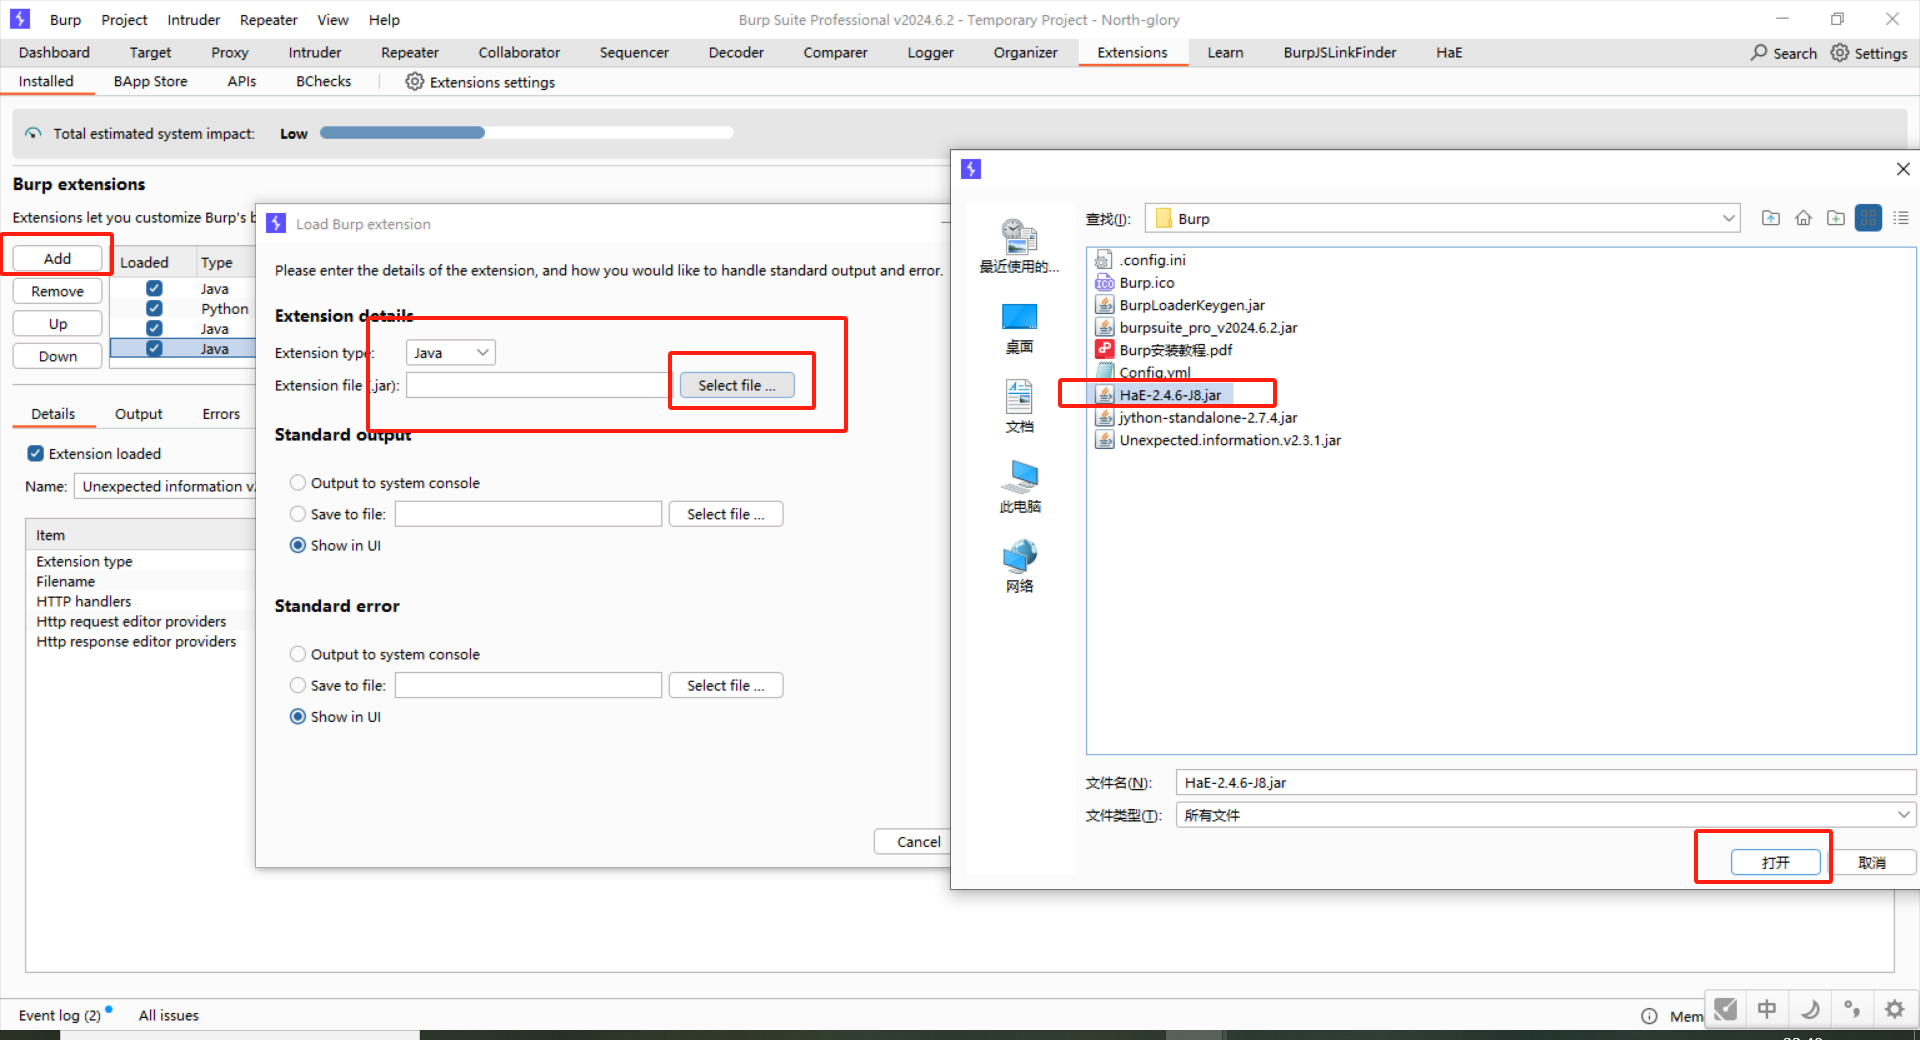 Burp Project Intruder Repeater View Help
Burp Suite Professional v2024.6.2 - Temporary Project - North-glory
Dashboard Target Proxy Intruder Repeater Collaborator Sequencer Decoder Comparer Logger Organizer Extensions Learn BurpJSLinkFinder HaE Search Settings
Installed BApp Store APIs BChecks Extensions settings
Total estimated system impact: Low
Burp extensions
Extensions let you customize Burp's b
Add
Remove
Up
Down
Loaded Type
Java
Python
Java
Java
Details Output Errors
Extension loaded
Name: Unexpected information v
Item
Extension type
Filename
HTTP handlers
Http request editor providers
Http response editor providers
Load Burp extension
Please enter the details of the extension, and how you would like to handle standard output and error.
Extension details
Extension type: Java
Extension file (.jar): Select file ...
Standard output
Output to system console
Save to file: Select file ...
Show in UI
Standard error
Output to system console
Save to file: Select file ...
Show in UI
Cancel
查找(I): Burp
最近使用的...
桌面
文档
此电脑
网络
.config.ini
Burp.ico
BurpLoaderKeygen.jar
burpsuite_pro_v2024.6.2.jar
Burp安装教程.pdf
Config.yml
HaE-2.4.6-J8.jar
jython-standalone-2.7.4.jar
Unexpected.information.v2.3.1.jar
文件名(N): HaE-2.4.6-J8.jar
文件类型(T): 所有文件
打开 取消
Event log (2) All issues
Mem
中